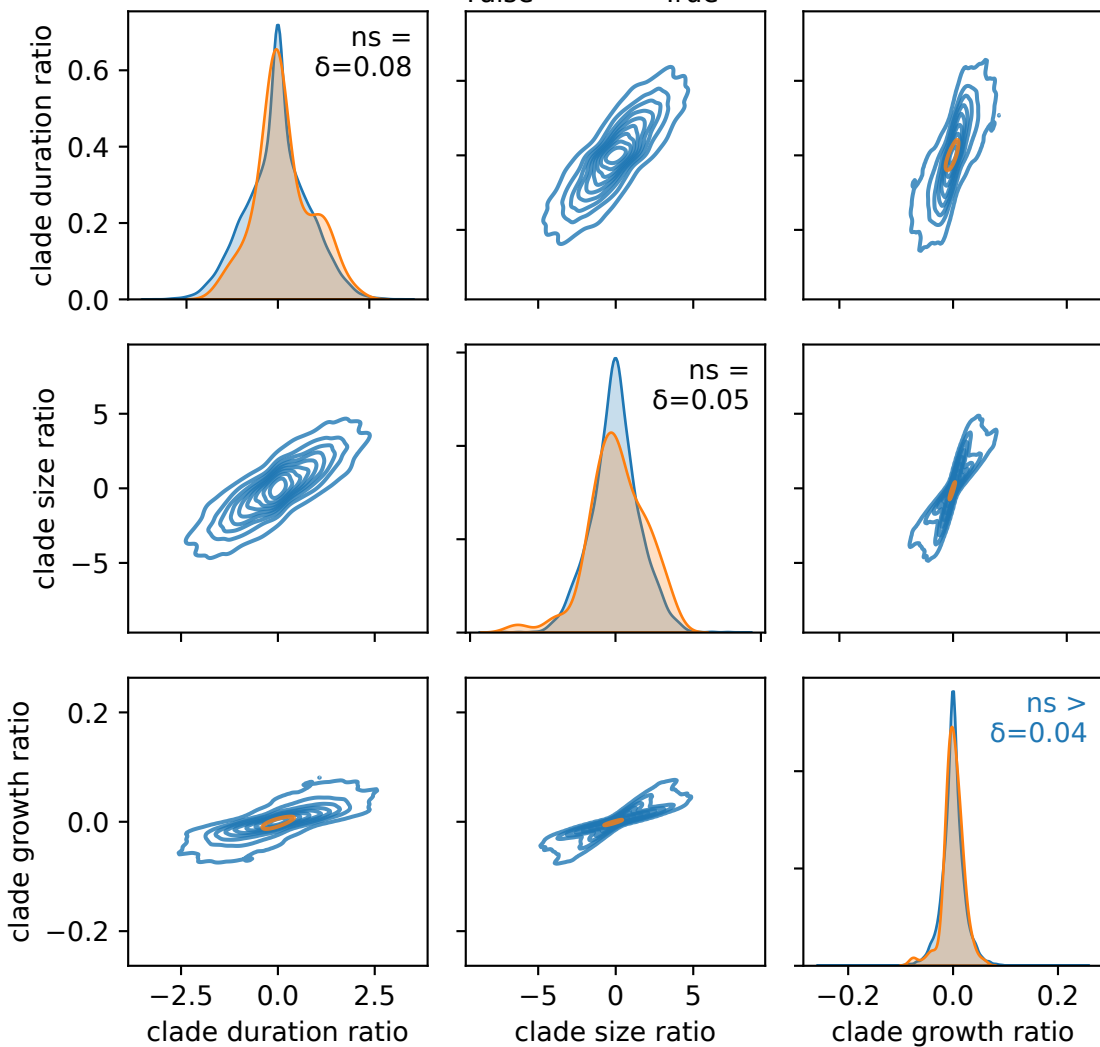 clade duration ratio
0.6
0.4
0.2
0.0
ns =
δ=0.08
clade size ratio
5
0
−5
ns =
δ=0.05
clade growth ratio
0.2
0.0
−0.2
ns >
δ=0.04
−2.5 0.0 2.5
−5 0 5
−0.2 0.0 0.2
clade duration ratio
clade size ratio
clade growth ratio